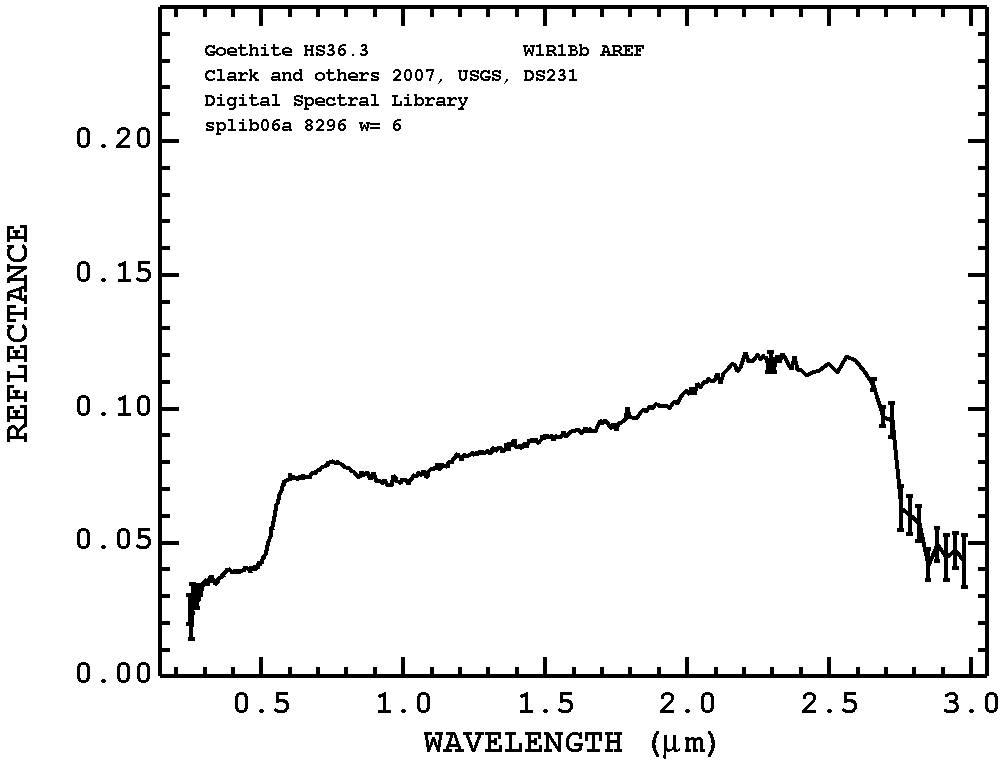 Goethite HS36.3 W1R1Bb AREF
Clark and others 2007, USGS, DS231
Digital Spectral Library
splib06a 8296 w= 6
REFLECTANCE
0.20
0.15
0.10
0.05
0.00
0.5 1.0 1.5 2.0 2.5 3.0
WAVELENGTH (μm)